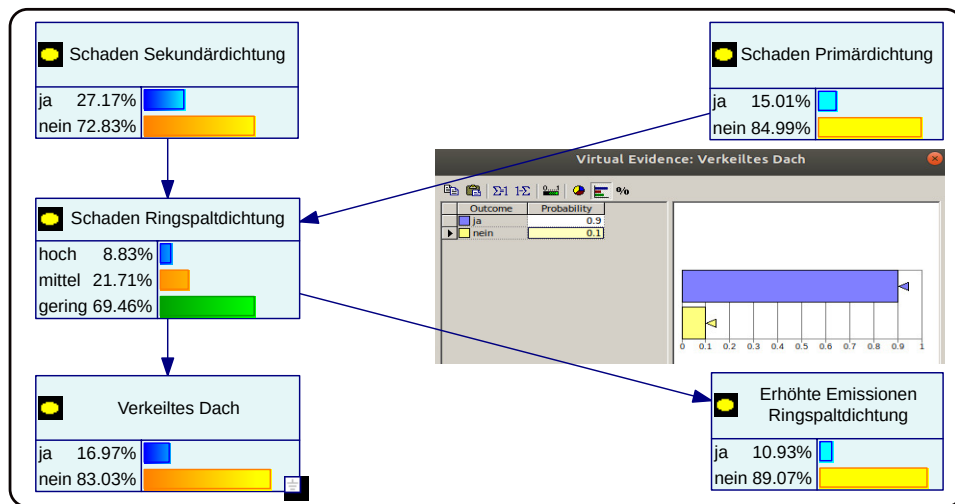 Schaden Sekundärdichtung
ja 27.17%
nein 72.83%
Schaden Primärdichtung
ja 15.01%
nein 84.99%
Schaden Ringspaltdichtung
hoch 8.83%
mittel 21.71%
gering 69.46%
Virtual Evidence: Verkeiltes Dach
Σ=1 1-Σ %
Outcome Probability
ja 0.9
nein 0.1
0 0.1 0.2 0.3 0.4 0.5 0.6 0.7 0.8 0.9 1
Verkeiltes Dach
ja 16.97%
nein 83.03%
Erhöhte Emissionen
Ringspaltdichtung
ja 10.93%
nein 89.07%